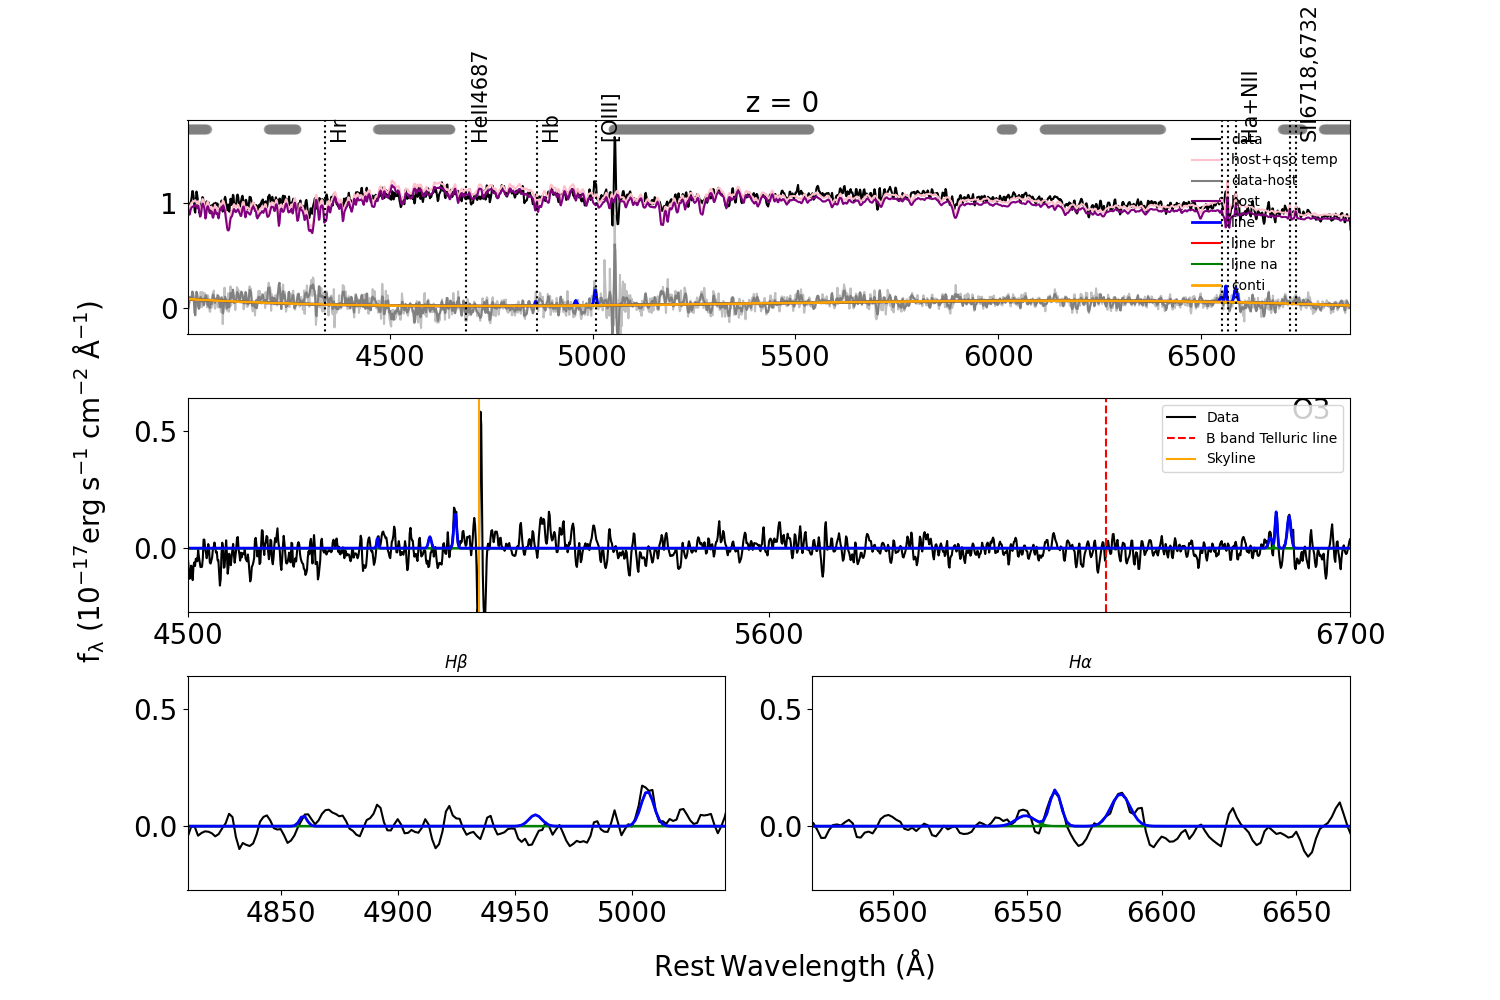 z = 0
Hr
HeII4687
Hb
[OIII]
Ha+NII
SII6718,6732
data
host+qso temp
data-host
host
line
line br
line na
conti
1
0
4500 5000 5500 6000 6500
f_λ (10^−17 erg s^−1 cm^−2 Å^−1)
O3
Data
B band Telluric line
Skyline
0.5
0.0
4500 5600 6700
Hβ
0.5
0.0
4850 4900 4950 5000
Hα
0.5
0.0
6500 6550 6600 6650
Rest Wavelength (Å)